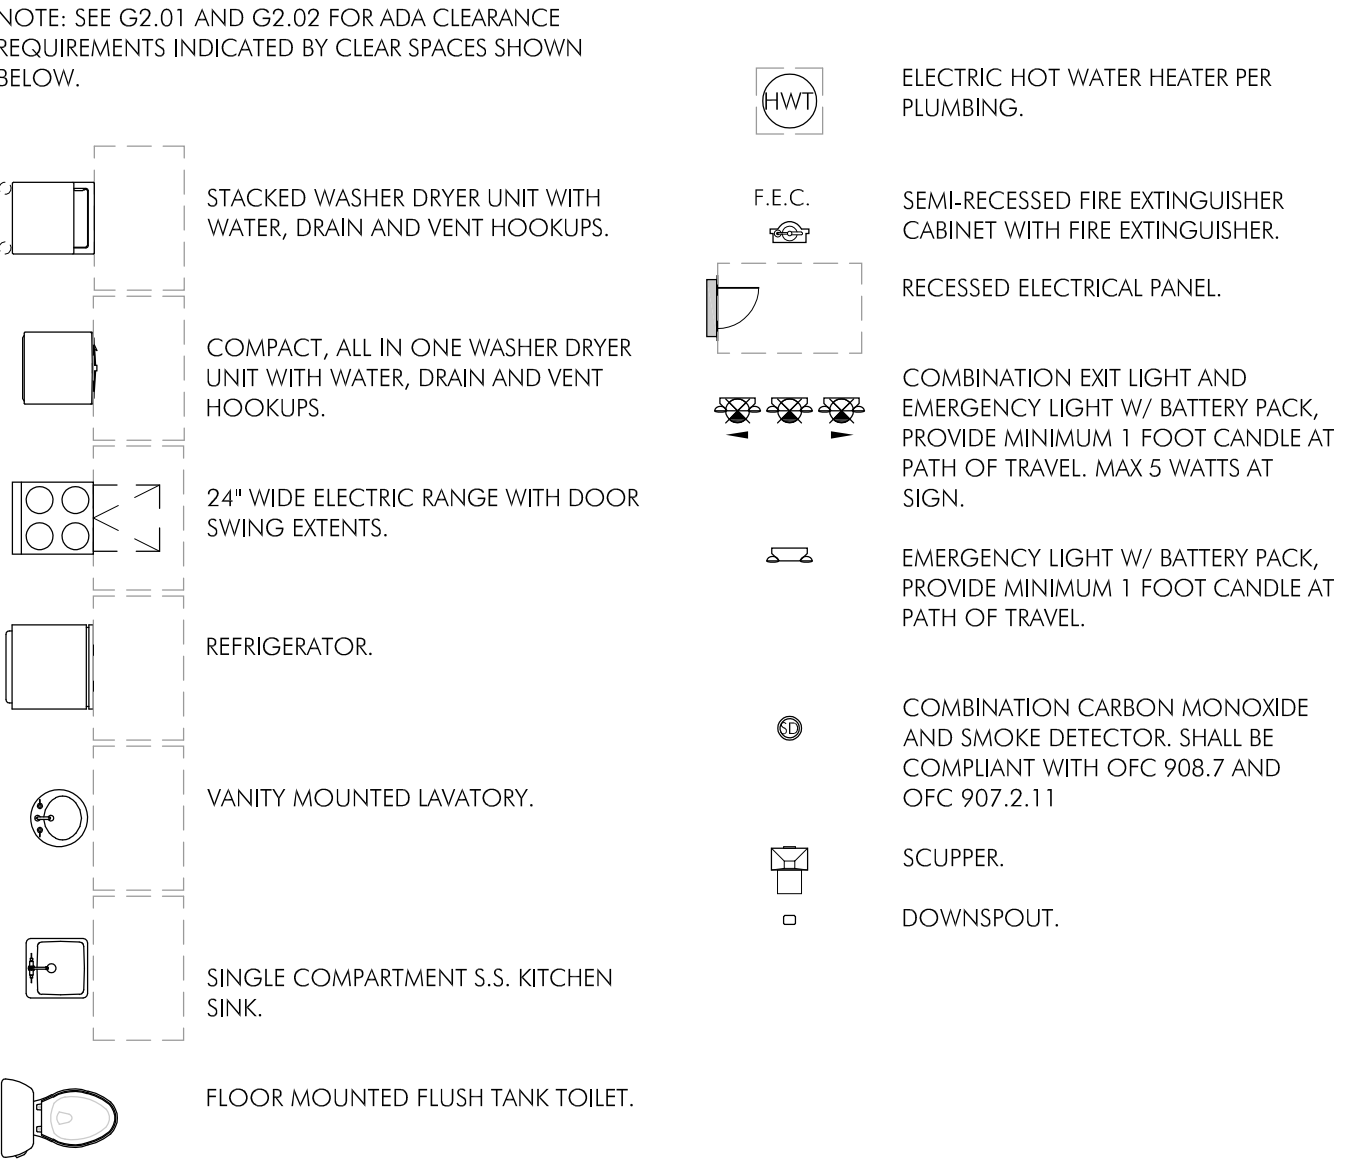 NOTE: SEE G2.01 AND G2.02 FOR ADA CLEARANCE
REQUIREMENTS INDICATED BY CLEAR SPACES SHOWN
BELOW.
STACKED WASHER DRYER UNIT WITH
WATER, DRAIN AND VENT HOOKUPS.
COMPACT, ALL IN ONE WASHER DRYER
UNIT WITH WATER, DRAIN AND VENT
HOOKUPS.
24" WIDE ELECTRIC RANGE WITH DOOR
SWING EXTENTS.
REFRIGERATOR.
VANITY MOUNTED LAVATORY.
SINGLE COMPARTMENT S.S. KITCHEN
SINK.
FLOOR MOUNTED FLUSH TANK TOILET.
HWT
ELECTRIC HOT WATER HEATER PER
PLUMBING.
F.E.C.
SEMI-RECESSED FIRE EXTINGUISHER
CABINET WITH FIRE EXTINGUISHER.
RECESSED ELECTRICAL PANEL.
COMBINATION EXIT LIGHT AND
EMERGENCY LIGHT W/ BATTERY PACK,
PROVIDE MINIMUM 1 FOOT CANDLE AT
PATH OF TRAVEL. MAX 5 WATTS AT
SIGN.
EMERGENCY LIGHT W/ BATTERY PACK,
PROVIDE MINIMUM 1 FOOT CANDLE AT
PATH OF TRAVEL.
SD
COMBINATION CARBON MONOXIDE
AND SMOKE DETECTOR. SHALL BE
COMPLIANT WITH OFC 908.7 AND
OFC 907.2.11
SCUPPER.
DOWNSPOUT.